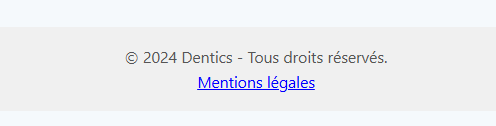 © 2024 Dentics - Tous droits réservés.
Mentions légales